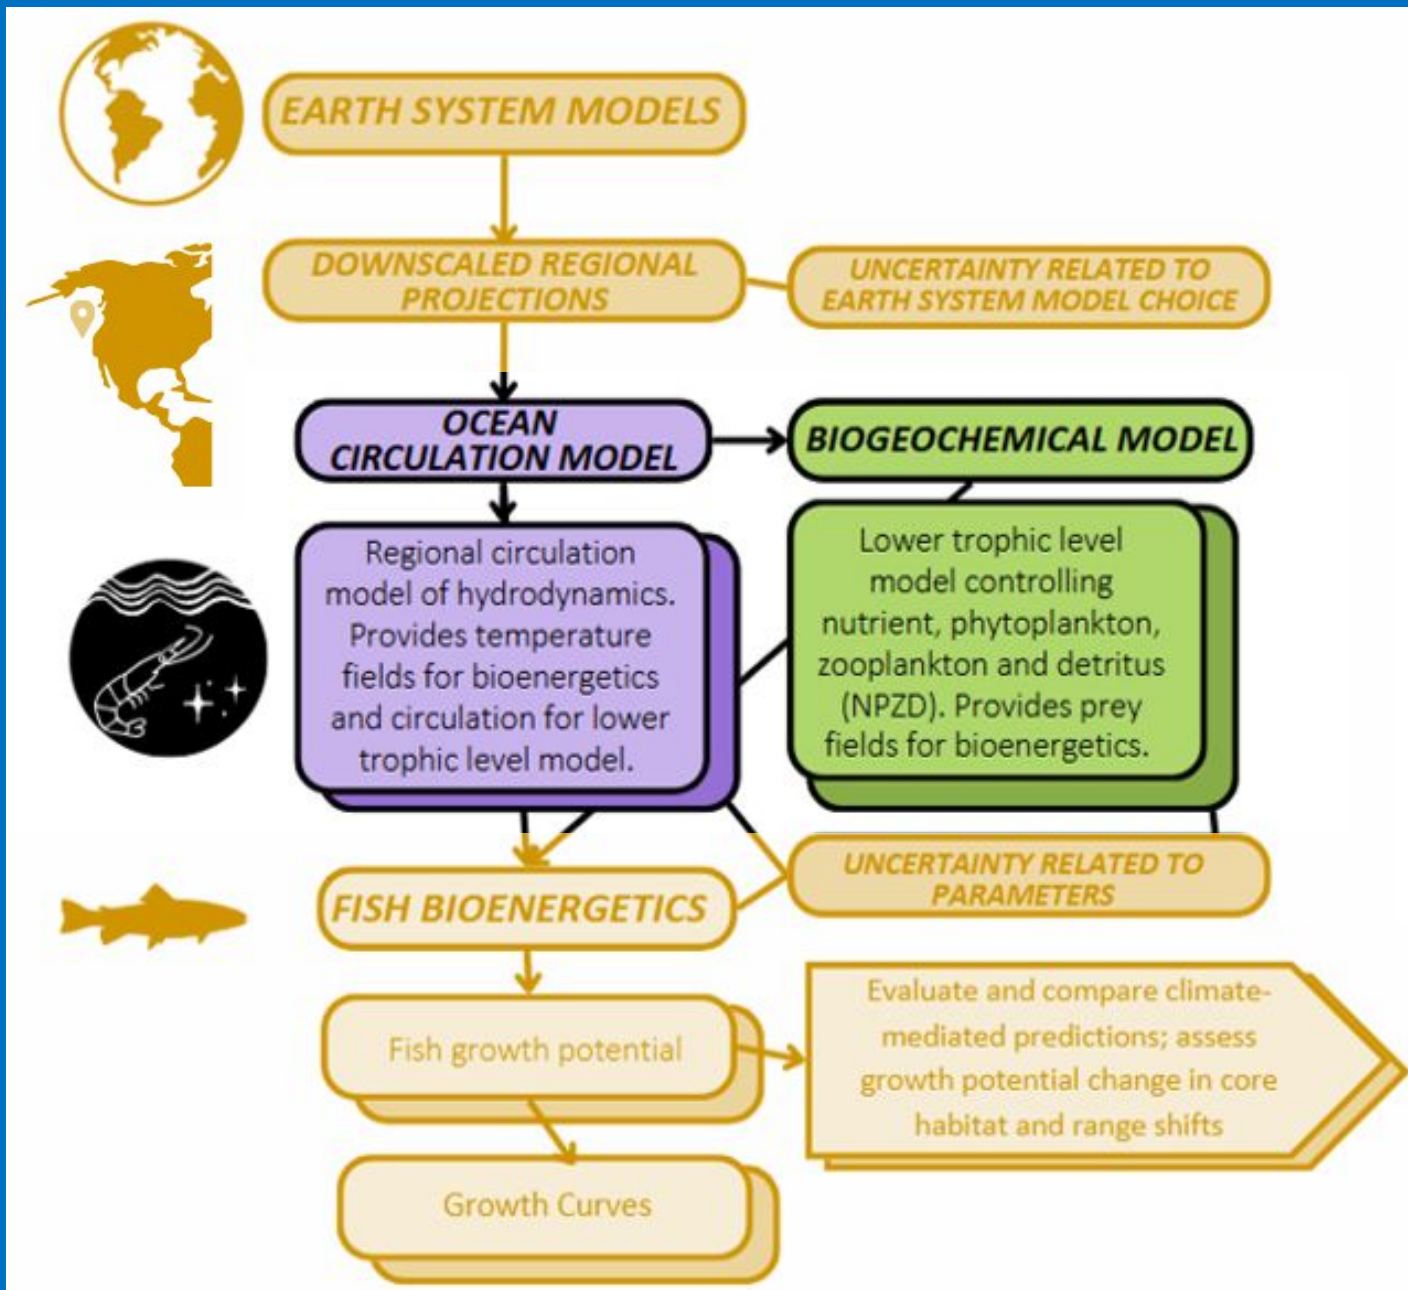 EARTH SYSTEM MODELS
DOWNSCALED REGIONAL
PROJECTIONS
UNCERTAINTY RELATED TO
EARTH SYSTEM MODEL CHOICE
OCEAN
CIRCULATION MODEL
BIOGEOCHEMICAL MODEL
Regional circulation
model of hydrodynamics.
Provides temperature
fields for bioenergetics
and circulation for lower
trophic level model.
Lower trophic level
model controlling
nutrient, phytoplankton,
zooplankton and detritus
(NPZD). Provides prey
fields for bioenergetics.
UNCERTAINTY RELATED TO
PARAMETERS
FISH BIOENERGETICS
Fish growth potential
Evaluate and compare climate-
mediated predictions; assess
growth potential change in core
habitat and range shifts
Growth Curves